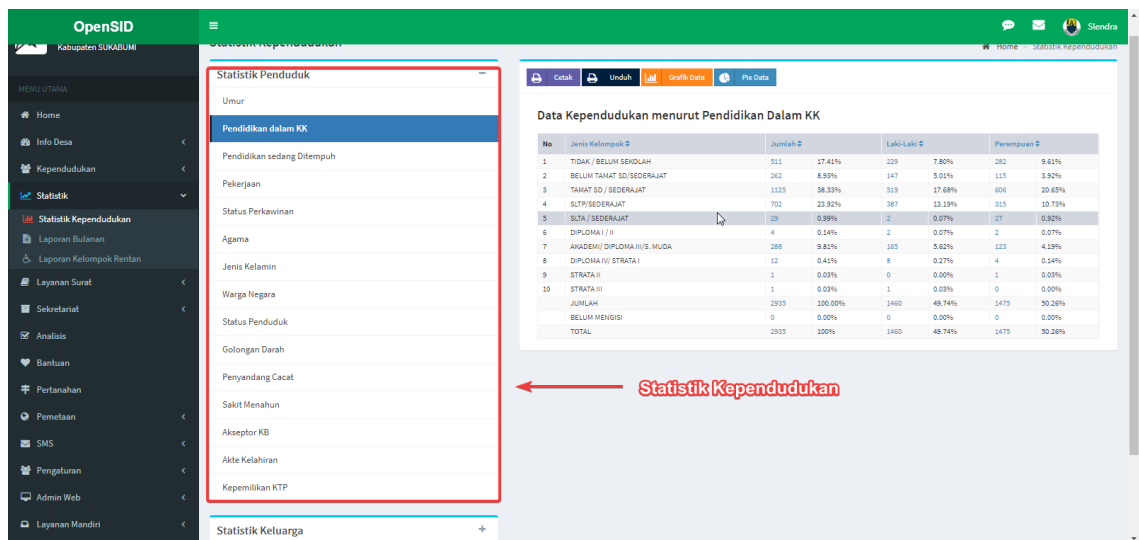 OpenSID
Slendra
Kabupaten SUKABUMI
Statistik Kependudukan
Home > Statistik Kependudukan
MENU UTAMA
Home
Info Desa
Kependudukan
Statistik
Statistik Kependudukan
Laporan Bulanan
Laporan Kelompok Rentan
Layanan Surat
Sekretariat
Analisis
Bantuan
Pertanahan
Pemetaan
SMS
Pengaturan
Admin Web
Layanan Mandiri
Statistik Penduduk
Umur
Pendidikan dalam KK
Pendidikan sedang Ditempuh
Pekerjaan
Status Perkawinan
Agama
Jenis Kelamin
Warga Negara
Status Penduduk
Golongan Darah
Penyandang Cacat
Sakit Menahun
Akseptor KB
Akte Kelahiran
Kepemilikan KTP
Statistik Keluarga
Cetak Unduh Grafik Data Pie Data
Data Kependudukan menurut Pendidikan Dalam KK
No Jenis Kelompok Jumlah Laki-Laki Perempuan
1 TIDAK / BELUM SEKOLAH 511 17.41% 229 7.80% 282 9.61%
2 BELUM TAMAT SD/SEDERAJAT 262 8.93% 147 5.01% 115 3.92%
3 TAMAT SD / SEDERAJAT 1125 38.33% 519 17.68% 606 20.65%
4 SLTP/SEDERAJAT 702 23.92% 387 13.19% 315 10.73%
5 SLTA / SEDERAJAT 29 0.99% 2 0.07% 27 0.92%
6 DIPLOMA I / II 4 0.14% 2 0.07% 2 0.07%
7 AKADEMI/ DIPLOMA III/S. MUDA 288 9.81% 165 5.62% 123 4.19%
8 DIPLOMA IV/ STRATA I 12 0.41% 8 0.27% 4 0.14%
9 STRATA II 1 0.03% 0 0.00% 1 0.03%
10 STRATA III 1 0.03% 1 0.03% 0 0.00%
JUMLAH 2935 100.00% 1460 49.74% 1475 50.26%
BELUM MENGISI 0 0.00% 0 0.00% 0 0.00%
TOTAL 2935 100% 1460 49.74% 1475 50.26%
Statistik Kependudukan